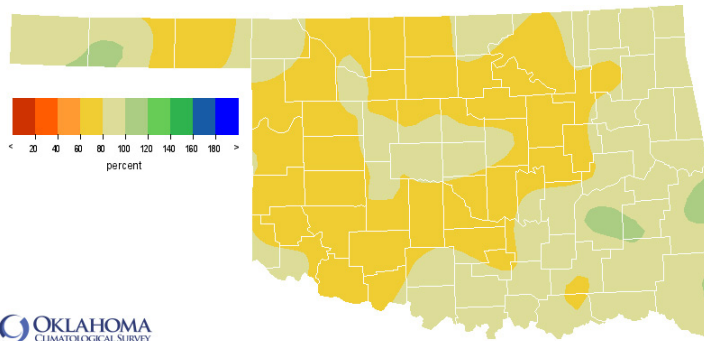 < 20 40 60 80 100 120 140 160 180 >
percent
OKLAHOMA
CLIMATOLOGICAL SURVEY